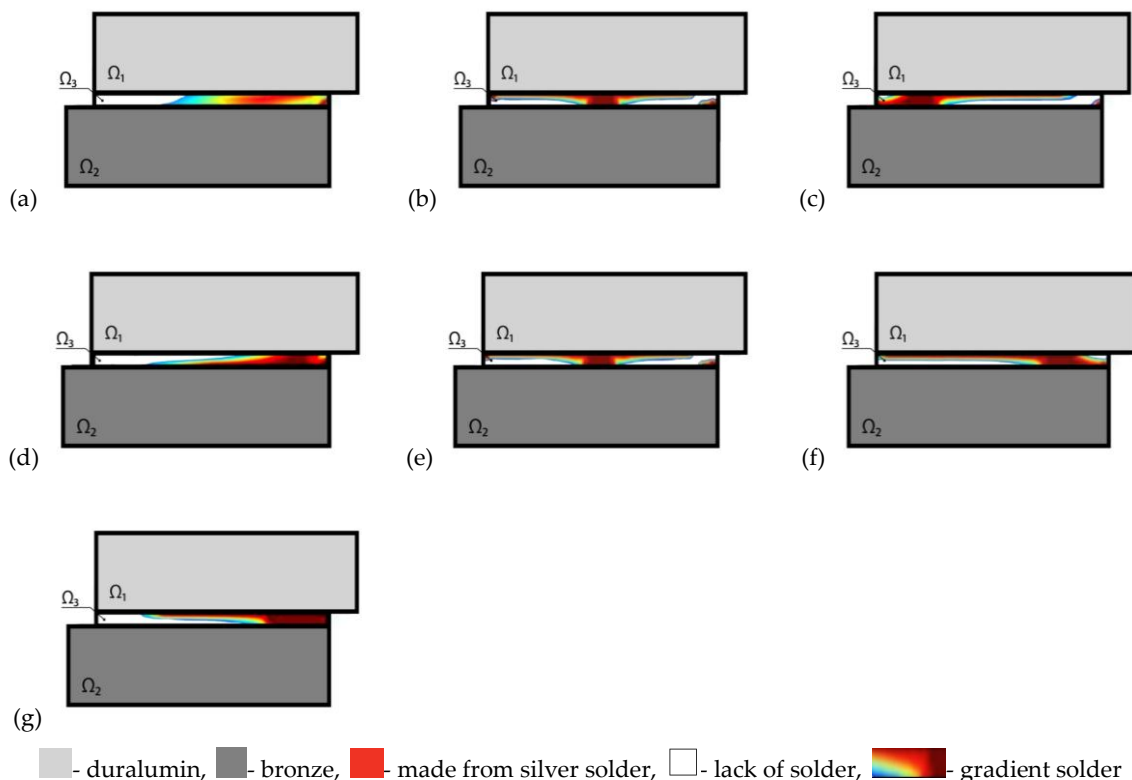 Ω₃ Ω₁ Ω₃ Ω₁ Ω₃ Ω₁
Ω₂ Ω₂ Ω₂
(a) (b) (c)
Ω₃ Ω₁ Ω₃ Ω₁ Ω₃ Ω₁
Ω₂ Ω₂ Ω₂
(d) (e) (f)
Ω₃ Ω₁
Ω₂
(g)
- duralumin, - bronze, - made from silver solder, - lack of solder, - gradient solder